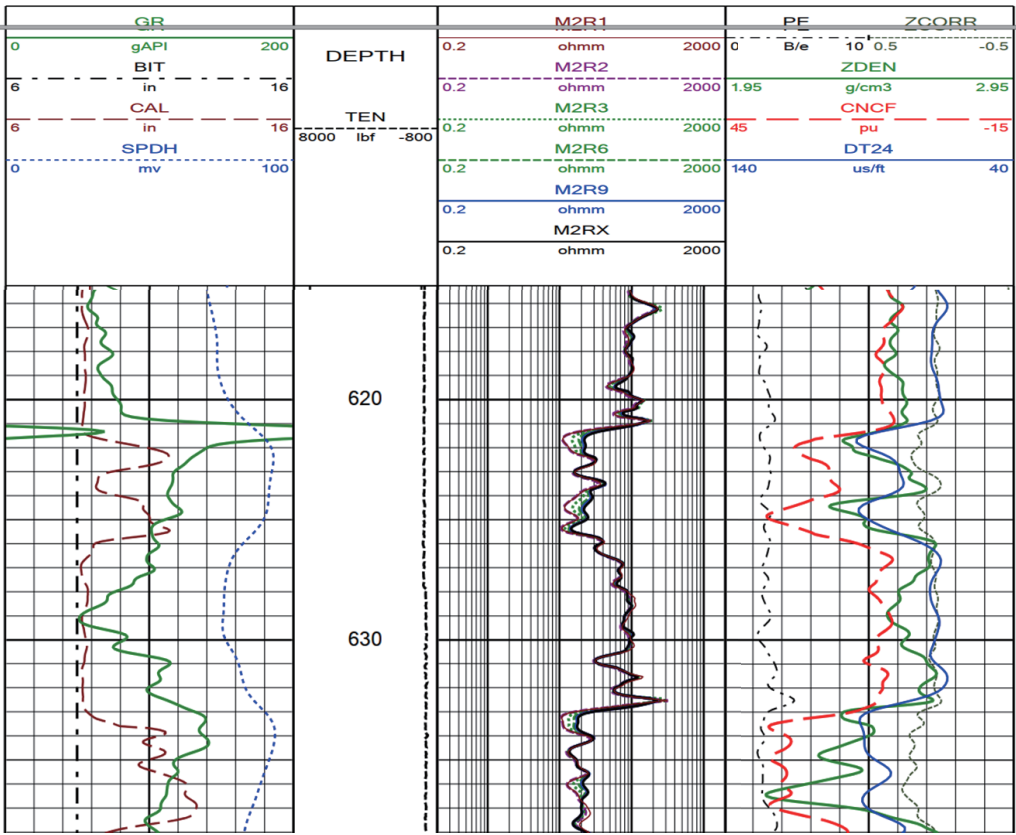 GR
0 gAPI 200
BIT
6 in 16
CAL
6 in 16
SPDH
0 mv 100
DEPTH
TEN
8000 lbf -800
M2R1
0.2 ohmm 2000
M2R2
0.2 ohmm 2000
M2R3
0.2 ohmm 2000
M2R6
0.2 ohmm 2000
M2R9
0.2 ohmm 2000
M2RX
0.2 ohmm 2000
PE ZCORR
0 B/e 10 0.5 -0.5
ZDEN
1.95 g/cm3 2.95
CNCF
45 pu -15
DT24
140 us/ft 40
620
630